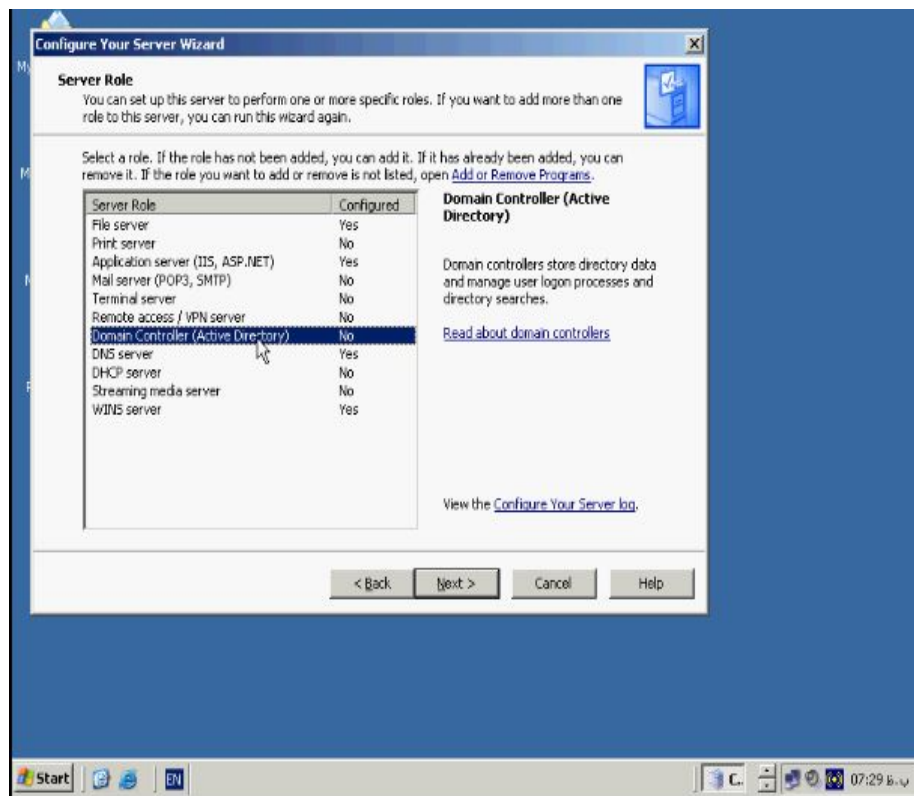 Configure Your Server Wizard
Server Role
You can set up this server to perform one or more specific roles. If you want to add more than one
role to this server, you can run this wizard again.
Select a role. If the role has not been added, you can add it. If it has already been added, you can
remove it. If the role you want to add or remove is not listed, open Add or Remove Programs.
Server Role Configured
File server Yes
Print server No
Application server (IIS, ASP.NET) Yes
Mail server (POP3, SMTP) No
Terminal server No
Remote access / VPN server No
Domain Controller (Active Directory) No
DNS server Yes
DHCP server No
Streaming media server No
WINS server Yes
Domain Controller (Active
Directory)
Domain controllers store directory data
and manage user logon processes and
directory searches.
Read about domain controllers
View the Configure Your Server log.
< Back Next > Cancel Help
Start EN C... 07:29 ب.ظ